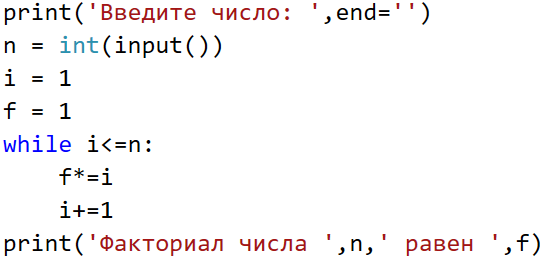 print('Введите число: ',end='')
n = int(input())
i = 1
f = 1
while i<=n:
    f*=i
    i+=1
print('Факториал числа ',n,' равен ',f)